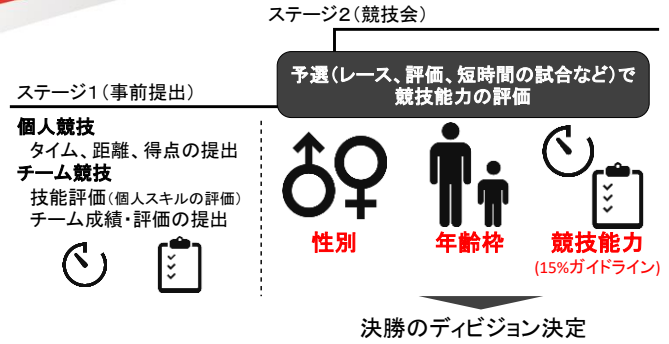 ステージ2(競技会)
予選(レース、評価、短時間の試合など)で
競技能力の評価
ステージ1(事前提出)
個人競技
タイム、距離、得点の提出
チーム競技
技能評価(個人スキルの評価)
チーム成績・評価の提出
性別
年齢枠
競技能力
(15%ガイドライン)
決勝のディビジョン決定